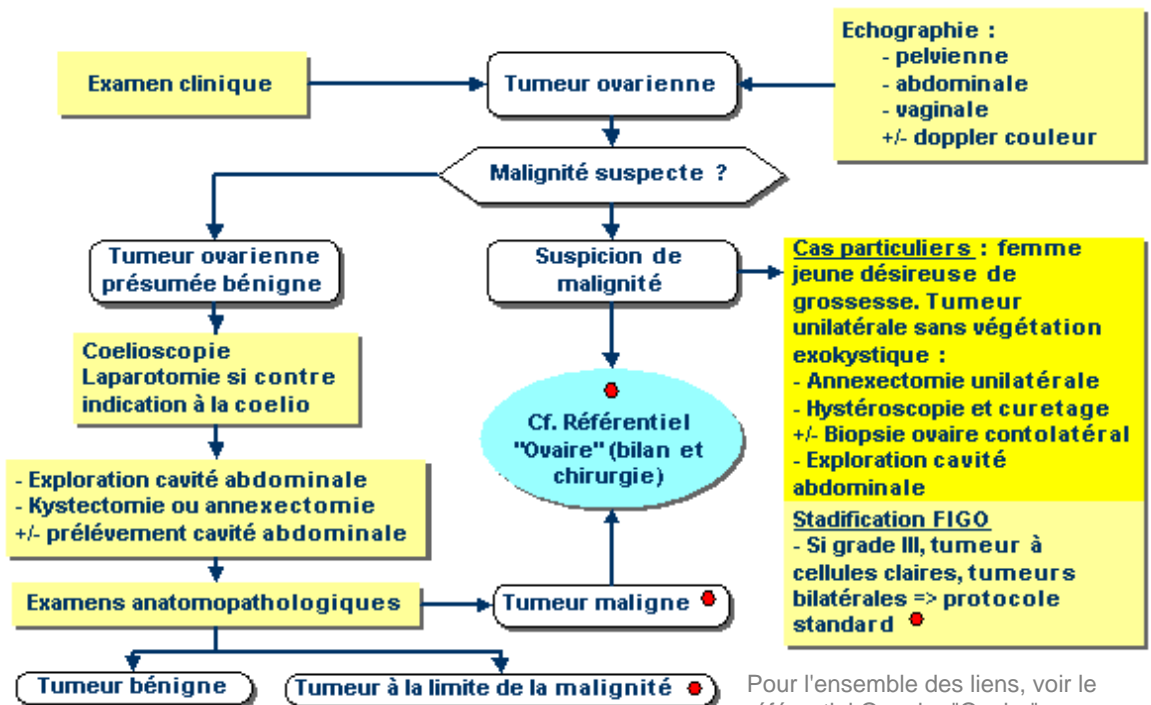 Examen clinique
Tumeur ovarienne
Echographie :
- pelvienne
- abdominale
- vaginale
+/- doppler couleur
Malignité suspecte ?
Tumeur ovarienne
présumée bénigne
Suspicion de
malignité
Cas particuliers : femme
jeune désireuse de
grossesse. Tumeur
unilatérale sans végétation
exokystique :
- Annexectomie unilatérale
- Hystéroscopie et curetage
+/- Biopsie ovaire contolatéral
- Exploration cavité
abdominale
Stadification FIGO
- Si grade III, tumeur à
cellules claires, tumeurs
bilatérales => protocole
standard
Coelioscopie
Laparotomie si contre
indication à la coelio
Cf. Référentiel
"Ovaire" (bilan et
chirurgie)
- Exploration cavité abdominale
- Kystectomie ou annexectomie
+/- prélévement cavité abdominale
Examens anatomopathologiques
Tumeur maligne
Tumeur bénigne
Tumeur à la limite de la malignité
Pour l'ensemble des liens, voir le